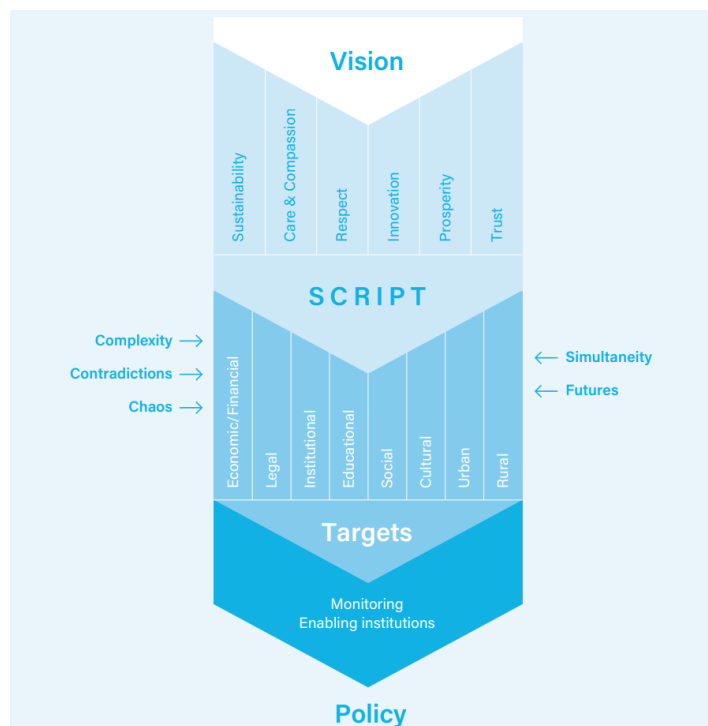 Vision
Sustainability
Care & Compassion
Respect
Innovation
Prosperity
Trust
SCRIPT
Complexity
Contradictions
Chaos
Simultaneity
Futures
Economic/Financial
Legal
Institutional
Educational
Social
Cultural
Urban
Rural
Targets
Monitoring
Enabling institutions
Policy